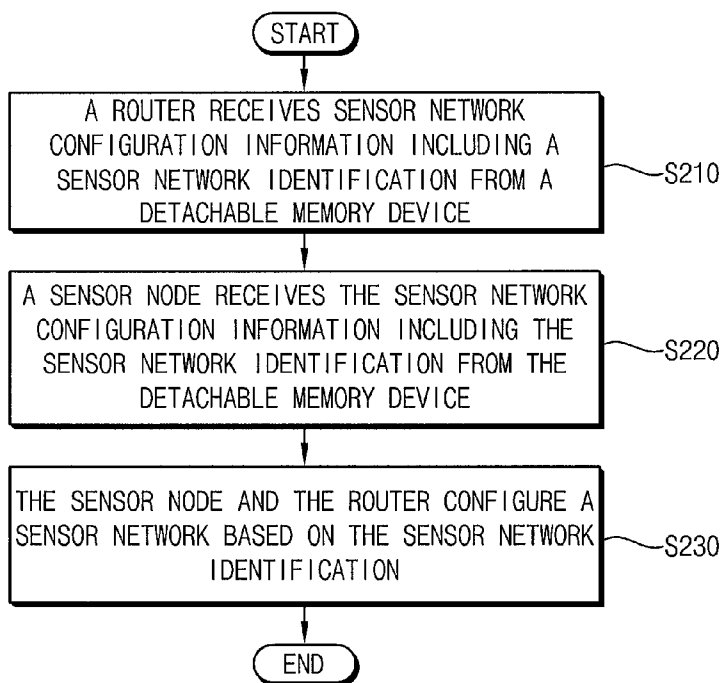 START
A ROUTER RECEIVES SENSOR NETWORK
CONFIGURATION INFORMATION INCLUDING A
SENSOR NETWORK IDENTIFICATION FROM A
DETACHABLE MEMORY DEVICE
S210
A SENSOR NODE RECEIVES THE SENSOR NETWORK
CONFIGURATION INFORMATION INCLUDING THE
SENSOR NETWORK IDENTIFICATION FROM THE
DETACHABLE MEMORY DEVICE
S220
THE SENSOR NODE AND THE ROUTER CONFIGURE A
SENSOR NETWORK BASED ON THE SENSOR NETWORK
IDENTIFICATION
S230
END